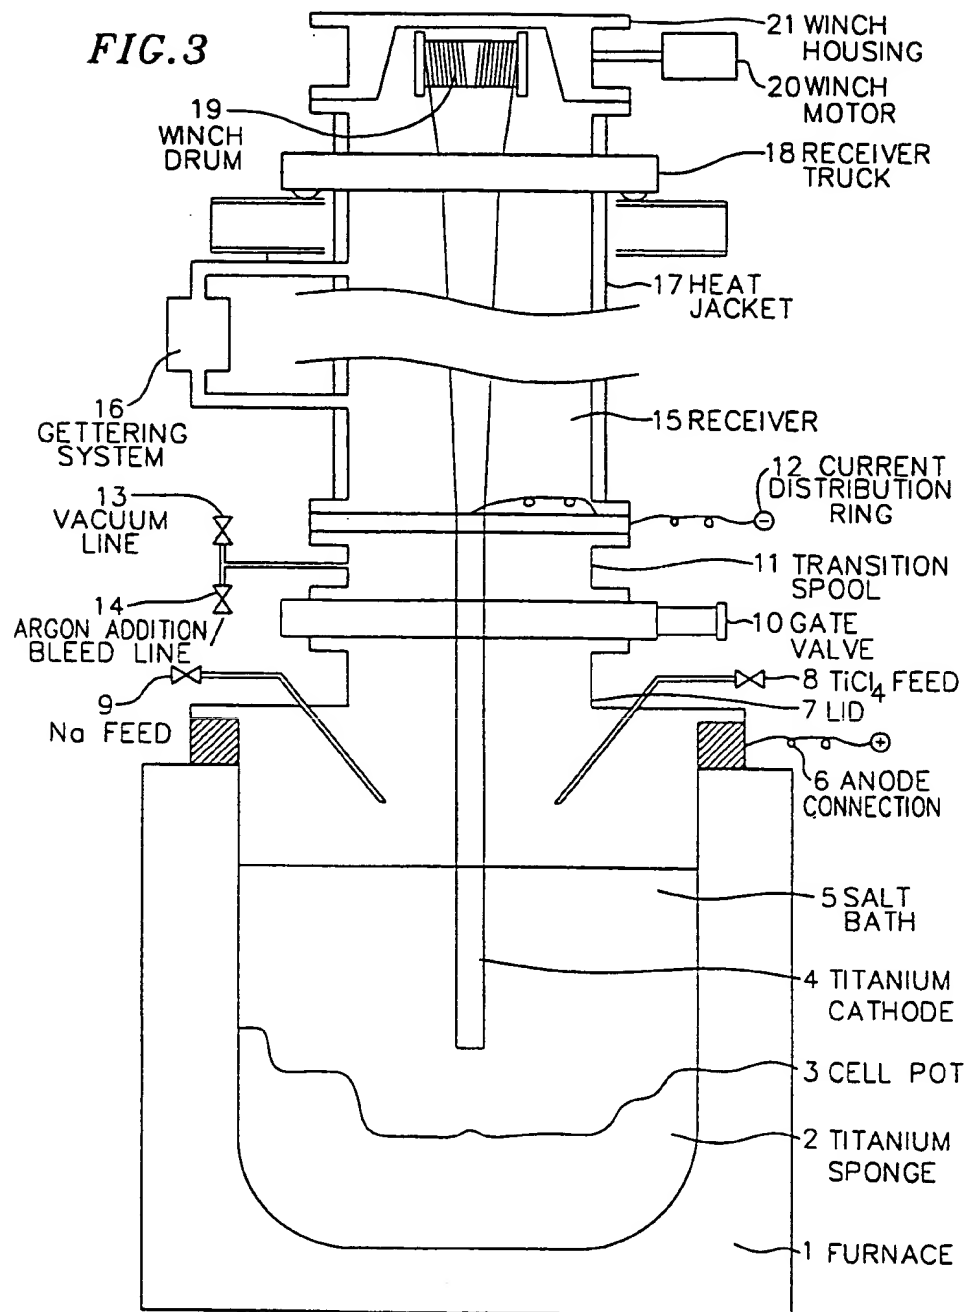 FIG.3
21 WINCH
HOUSING
20 WINCH
MOTOR
19
WINCH
DRUM
18 RECEIVER
TRUCK
17 HEAT
JACKET
16
GETTERING
SYSTEM
15 RECEIVER
12 CURRENT
DISTRIBUTION
RING
−
13
VACUUM
LINE
11 TRANSITION
SPOOL
14
ARGON ADDITION/
BLEED LINE
10 GATE
VALVE
9
Na FEED
8 TiCl4 FEED
7 LID
+
6 ANODE
CONNECTION
5 SALT
BATH
4 TITANIUM
CATHODE
3 CELL POT
2 TITANIUM
SPONGE
1 FURNACE